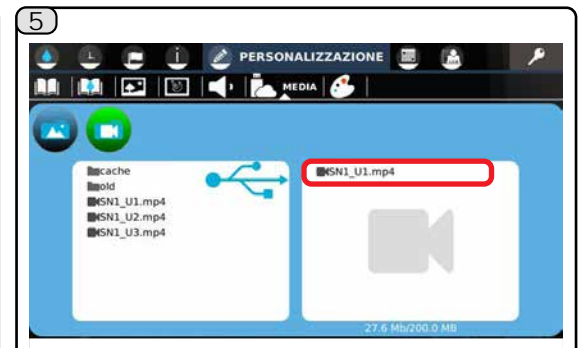 5
PERSONALIZZAZIONE
MEDIA
cache
old
SN1_U1.mp4
SN1_U2.mp4
SN1_U3.mp4
SN1_U1.mp4
27.6 Mb/200.0 MB